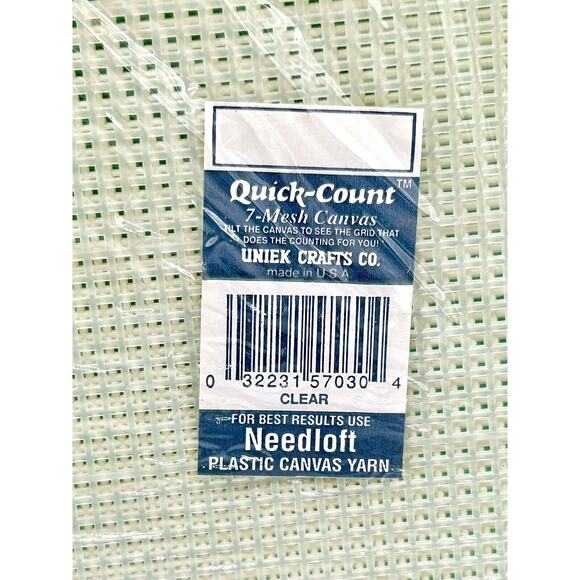 Quick-Count™
7-Mesh Canvas
TILT THE CANVAS TO SEE THE GRID THAT
DOES THE COUNTING FOR YOU!
UNIEK CRAFTS CO.
made in U S A
0 32231 57030 4
CLEAR
FOR BEST RESULTS USE
Needloft
PLASTIC CANVAS YARN